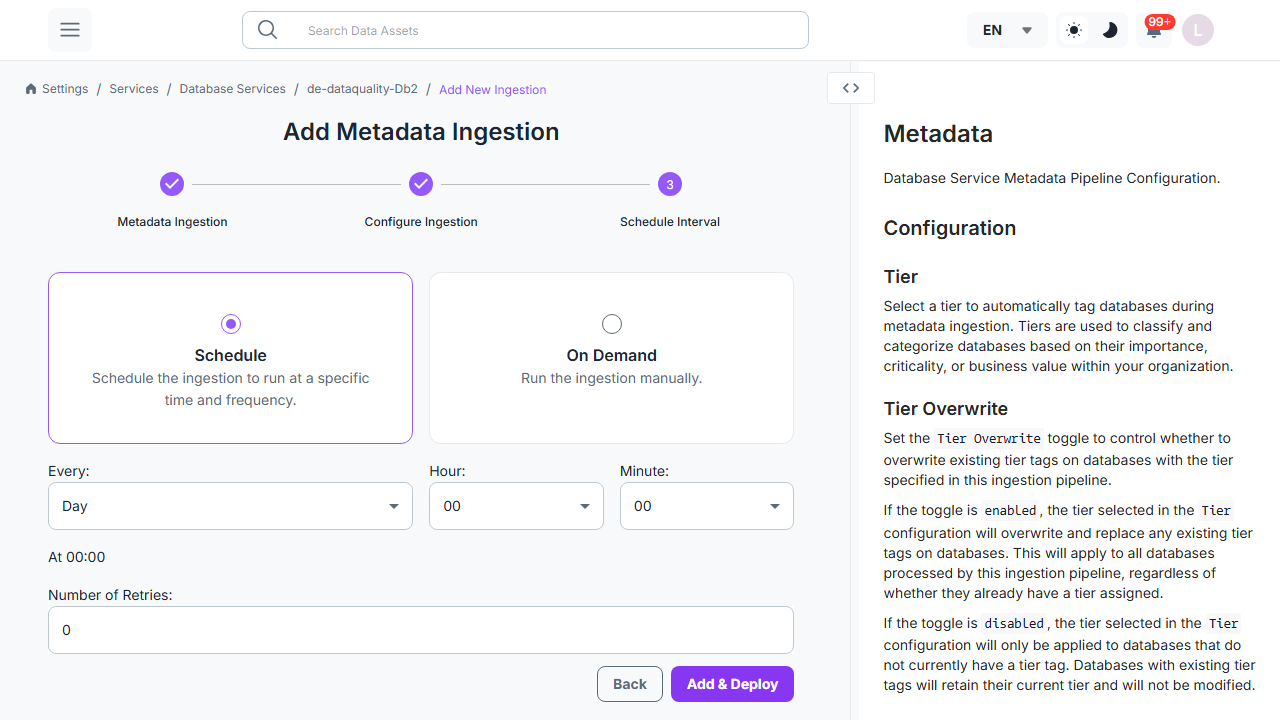 Search Data Assets
EN
99+
L
Settings / Services / Database Services / de-dataquality-Db2 / Add New Ingestion
Add Metadata Ingestion
3
Metadata Ingestion
Configure Ingestion
Schedule Interval
Schedule
Schedule the ingestion to run at a specific
time and frequency.
On Demand
Run the ingestion manually.
Every:
Hour:
Minute:
Day
00
00
At 00:00
Number of Retries:
0
Back
Add & Deploy
Metadata
Database Service Metadata Pipeline Configuration.
Configuration
Tier
Select a tier to automatically tag databases during
metadata ingestion. Tiers are used to classify and
categorize databases based on their importance,
criticality, or business value within your organization.
Tier Overwrite
Set the Tier Overwrite toggle to control whether to
overwrite existing tier tags on databases with the tier
specified in this ingestion pipeline.
If the toggle is enabled, the tier selected in the Tier
configuration will overwrite and replace any existing tier
tags on databases. This will apply to all databases
processed by this ingestion pipeline, regardless of
whether they already have a tier assigned.
If the toggle is disabled, the tier selected in the Tier
configuration will only be applied to databases that do
not currently have a tier tag. Databases with existing tier
tags will retain their current tier and will not be modified.